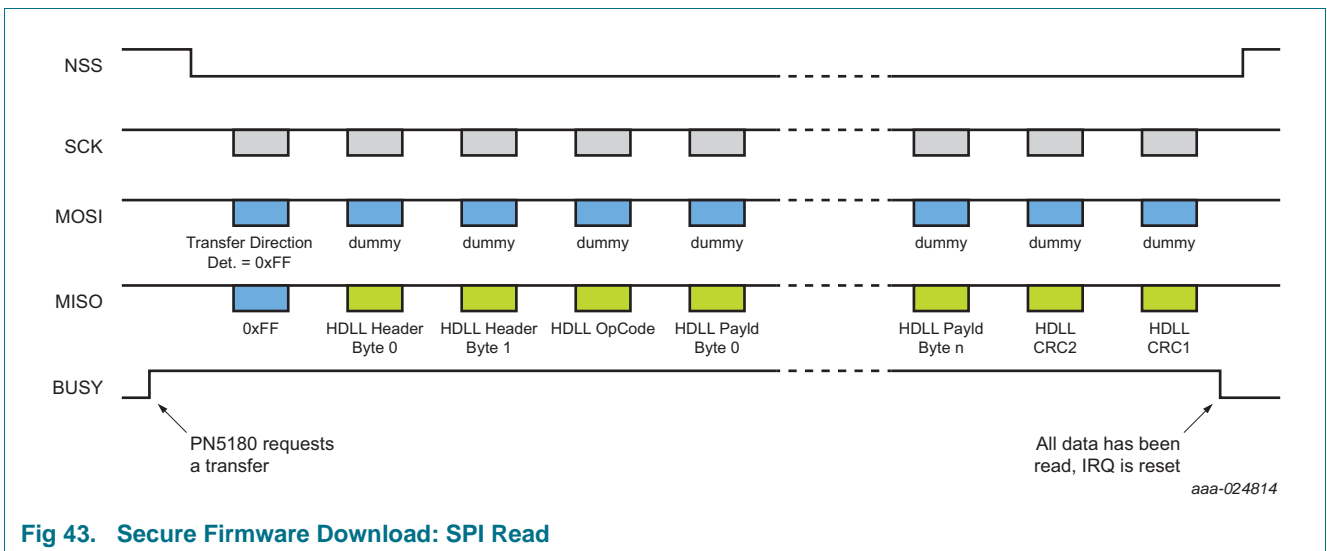 NSS
SCK
MOSI
Transfer Direction
Det. = 0xFF
dummy
dummy
dummy
dummy
dummy
dummy
dummy
MISO
0xFF
HDLL Header
Byte 0
HDLL Header
Byte 1
HDLL OpCode
HDLL Payld
Byte 0
HDLL Payld
Byte n
HDLL
CRC2
HDLL
CRC1
BUSY
PN5180 requests
a transfer
All data has been
read, IRQ is reset
aaa-024814
Fig 43. Secure Firmware Download: SPI Read